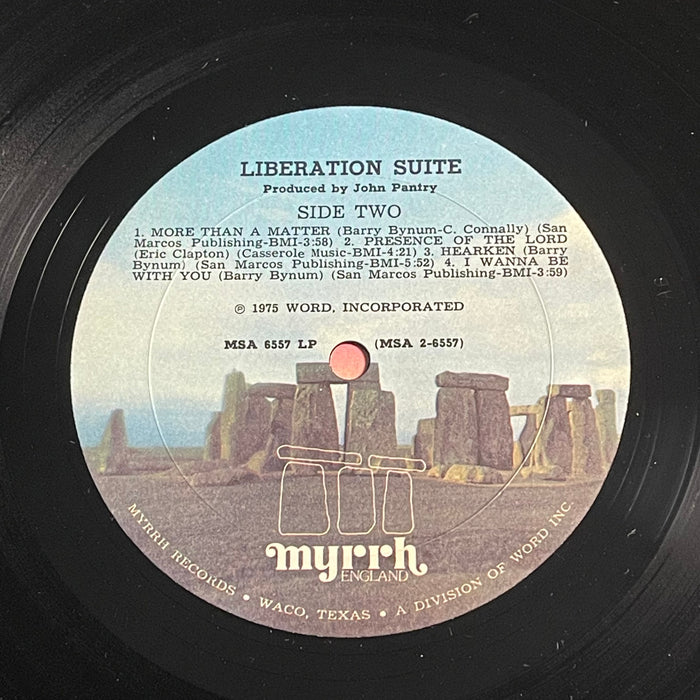 LIBERATION SUITE
Produced by John Pantry
SIDE TWO
1. MORE THAN A MATTER (Barry Bynum-C. Connally) (San
Marcos Publishing-BMI-3:58) 2. PRESENCE OF THE LORD
(Eric Clapton) (Casserole Music-BMI-4:21) 3. HEARKEN (Barry
Bynum) (San Marcos Publishing-BMI-5:52) 4. I WANNA BE
WITH YOU (Barry Bynum) (San Marcos Publishing-BMI-3:59)
℗ 1975 WORD, INCORPORATED
MSA 6557 LP (MSA 2-6557)
myrrh
ENGLAND
MYRRH RECORDS • WACO, TEXAS • A DIVISION OF WORD INC.